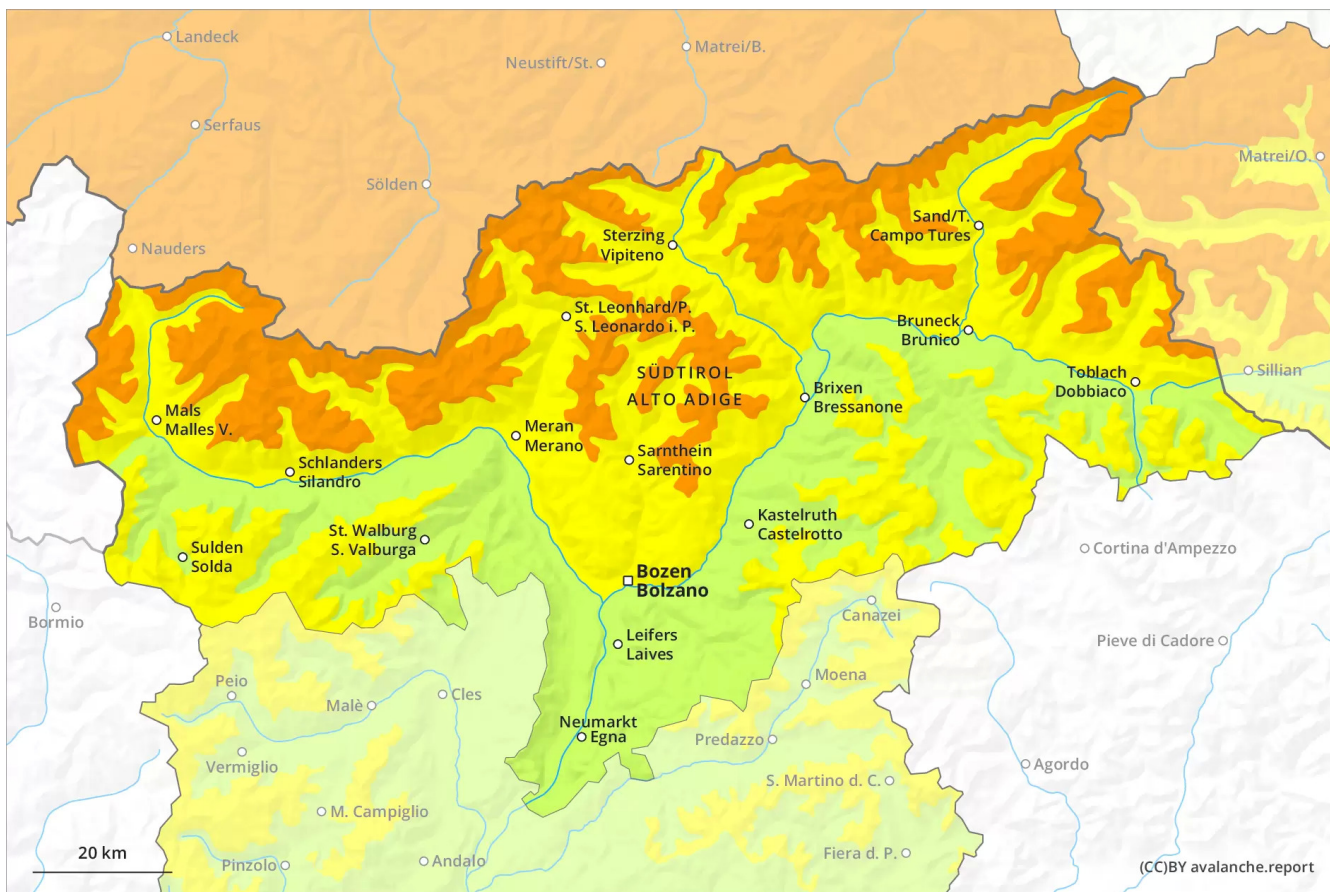 Landeck
Matrei/B.
Neustift/St.
Serfaus
Matrei/O.
Sölden
Sand/T.
Campo Tures
Sterzing
Vipiteno
Nauders
St. Leonhard/P.
S. Leonardo i. P.
Bruneck
Brunico
SÜDTIROL
ALTO ADIGE
Toblach
Dobbiaco
Sillian
Brixen
Bressanone
Mals
Malles V.
Meran
Merano
Sarnthein
Sarentino
Schlanders
Silandro
Kastelruth
Castelrotto
St. Walburg
S. Valburga
Sulden
Solda
Cortina d'Ampezzo
Bozen
Bolzano
Bormio
Canazei
Leifers
Laives
Pieve di Cadore
Moena
Peio
Cles
Malè
Neumarkt
Egna
Predazzo
Vermiglio
Agordo
S. Martino d. C.
M. Campiglio
20 km
Andalo
Pinzolo
Fiera d. P.
(CC)BY avalanche.report